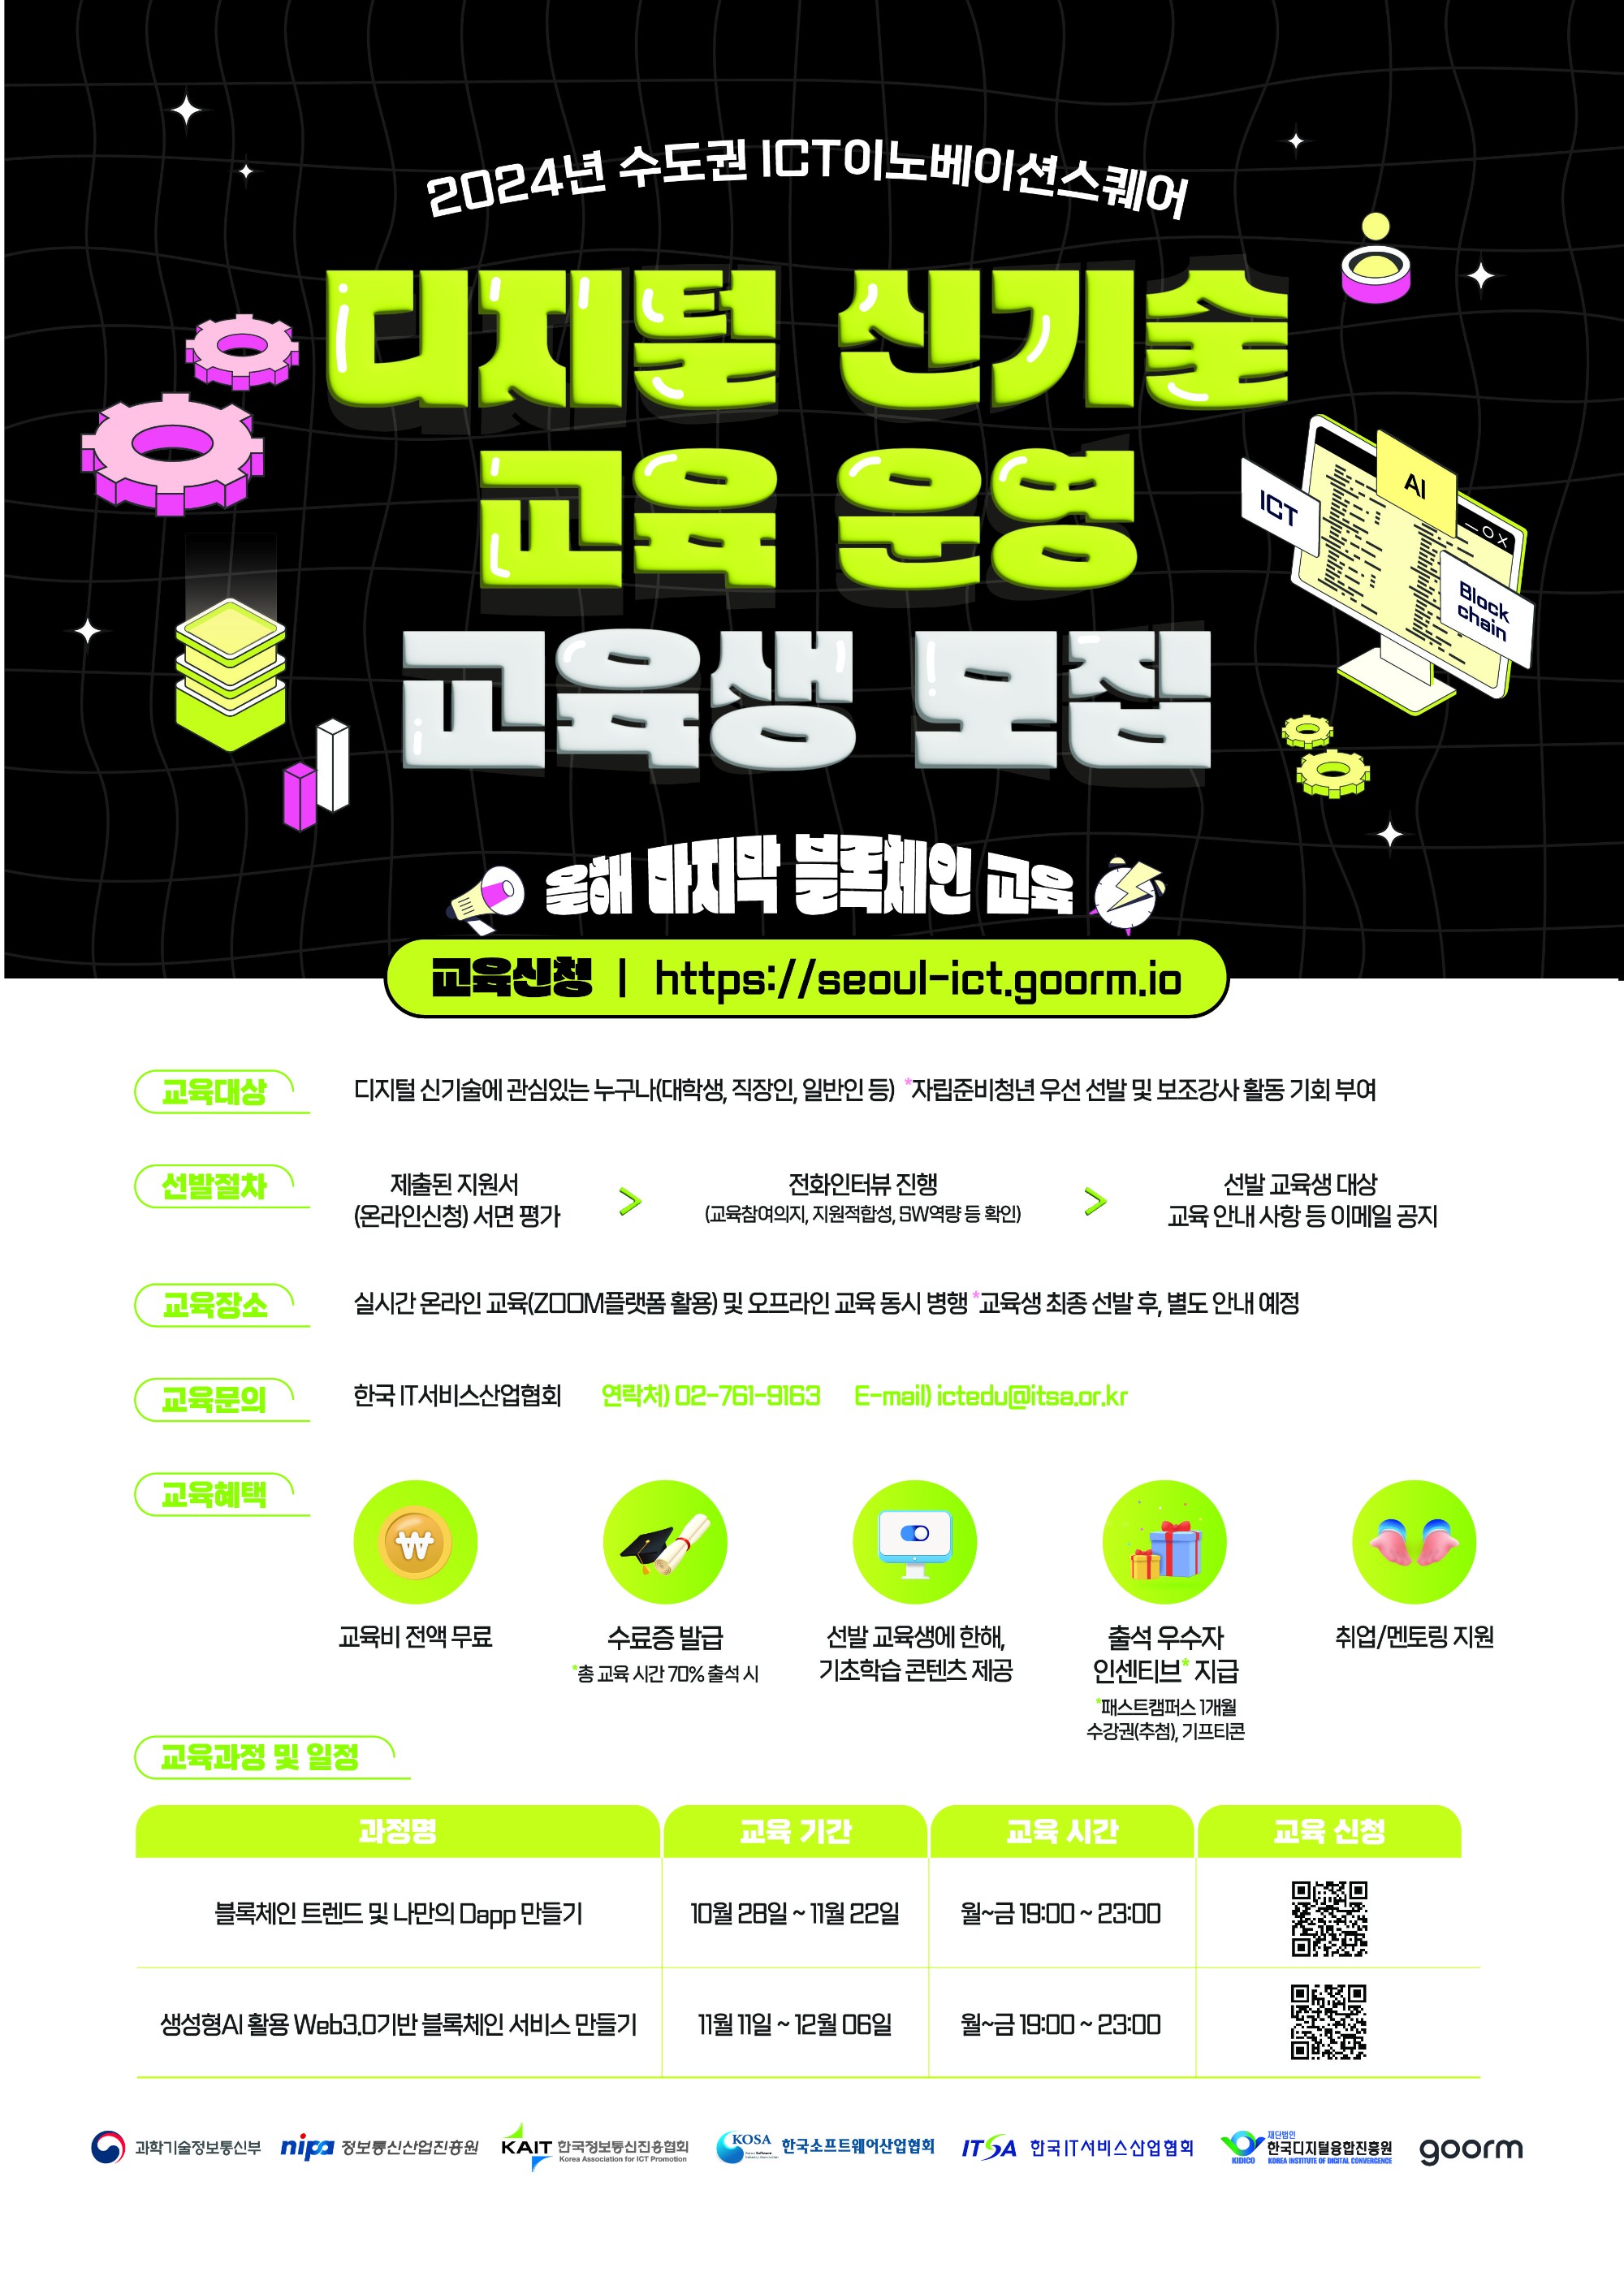 2024년 수도권 ICT이노베이션스퀘어
디지털 신기술
교육 운영
교육생 모집
ICT
AI
Block
chain
올해 마지막 블록체인 교육
교육신청 | https://seoul-ict.goorm.io
교육대상 디지털 신기술에 관심있는 누구나(대학생, 직장인, 일반인 등) *자립준비청년 우선 선발 및 보조강사 활동 기회 부여
선발절차
제출된 지원서
(온라인신청) 서면 평가
>
전화인터뷰 진행
(교육참여의지, 지원적합성, SW역량 등 확인)
>
선발 교육생 대상
교육 안내 사항 등 이메일 공지
교육장소 실시간 온라인 교육(ZOOM플랫폼 활용) 및 오프라인 교육 동시 병행 *교육생 최종 선발 후, 별도 안내 예정
교육문의 한국 IT서비스산업협회 연락처) 02-761-9163 E-mail) ictedu@itsa.or.kr
교육혜택
교육비 전액 무료
수료증 발급
*총 교육 시간 70% 출석 시
선발 교육생에 한해,
기초학습 콘텐츠 제공
출석 우수자
인센티브* 지급
*패스트캠퍼스 1개월
수강권(추첨), 기프티콘
취업/멘토링 지원
교육과정 및 일정
과정명 교육 기간 교육 시간 교육 신청
블록체인 트렌드 및 나만의 Dapp 만들기 10월 28일 ~ 11월 22일 월~금 19:00 ~ 23:00
생성형AI 활용 Web3.0기반 블록체인 서비스 만들기 11월 11일 ~ 12월 06일 월~금 19:00 ~ 23:00
과학기술정보통신부
nipa 정보통신산업진흥원
KAIT 한국정보통신진흥협회
Korea Association for ICT Promotion
KOSA 한국소프트웨어산업협회
ITSA 한국IT서비스산업협회
KIDICO
재단법인
한국디지털융합진흥원
KOREA INSTITUTE OF DIGITAL CONVERGENCE
goorm